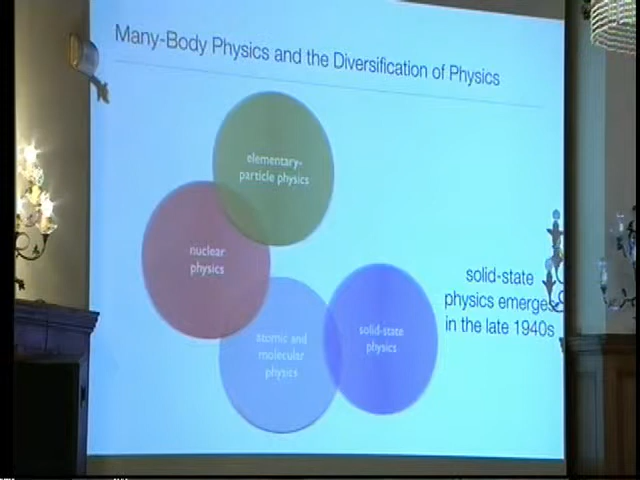 Many-Body Physics and the Diversification of Physics
elementary-
particle physics
nuclear
physics
atomic and
molecular
physics
solid-state
physics
solid-state
physics emerges
in the late 1940s